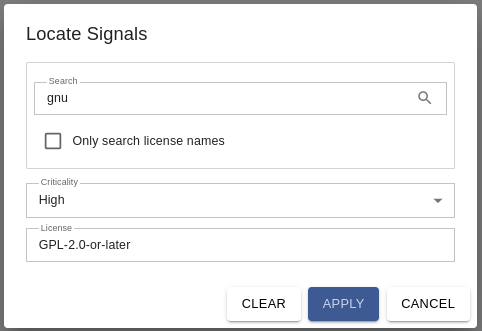 Locate Signals
Search
gnu
Only search license names
Criticality
High
License
GPL-2.0-or-later
CLEAR APPLY CANCEL